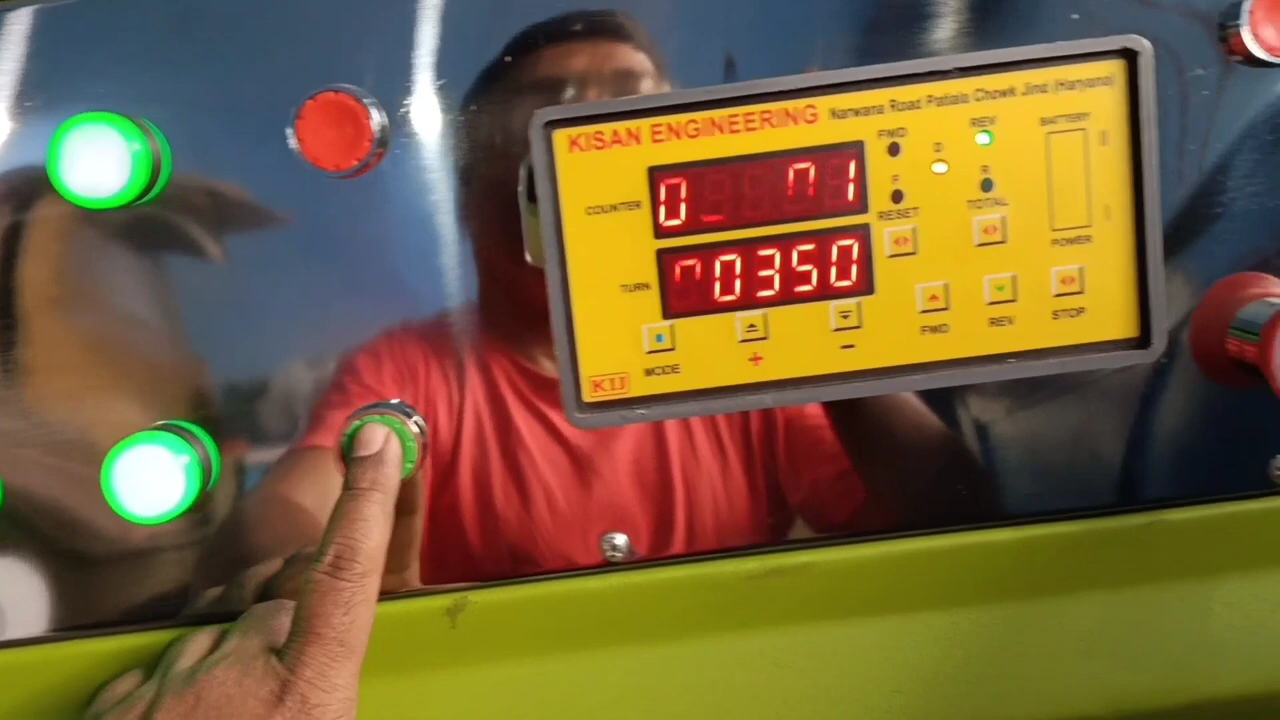 KISAN ENGINEERING Narwana Road Patiala Chowk Jind (Haryana)
COUNTER
TURN 0350
FWD
REV
BATTERY
D
F
R
RESET
TOTAL
POWER
MODE
+
-
FWD
REV
STOP